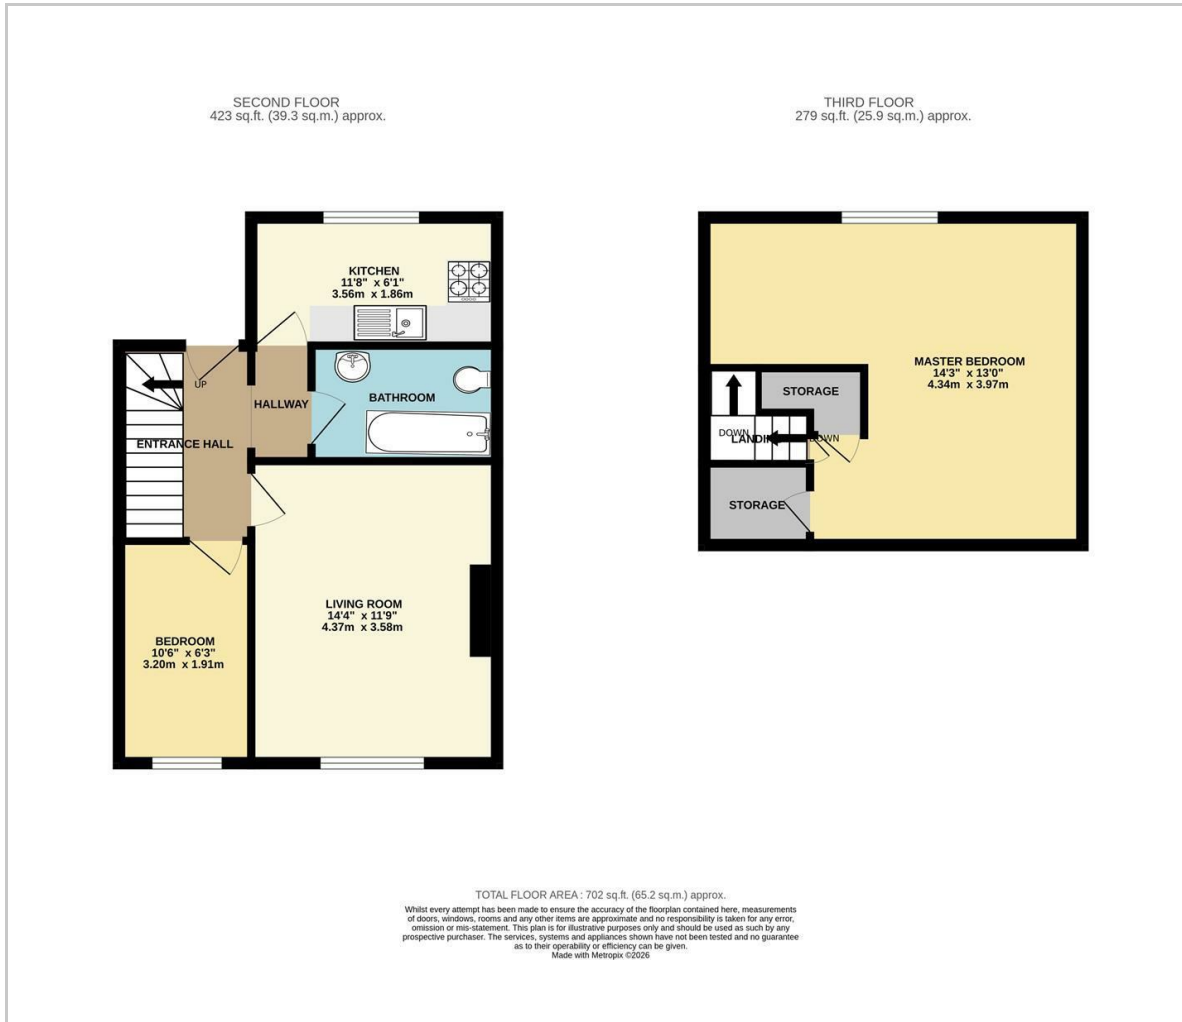 SECOND FLOOR
423 sq.ft. (39.3 sq.m.) approx.
THIRD FLOOR
279 sq.ft. (25.9 sq.m.) approx.
KITCHEN
11'8" x 6'1"
3.56m x 1.86m
UP
HALLWAY
BATHROOM
ENTRANCE HALL
LIVING ROOM
14'4" x 11'9"
4.37m x 3.58m
BEDROOM
10'6" x 6'3"
3.20m x 1.91m
MASTER BEDROOM
14'3" x 13'0"
4.34m x 3.97m
STORAGE
DOWN
DOWN
STORAGE
TOTAL FLOOR AREA : 702 sq.ft. (65.2 sq.m.) approx.
Whilst every attempt has been made to ensure the accuracy of the floorplan contained here, measurements
of doors, windows, rooms and any other items are approximate and no responsibility is taken for any error,
omission or mis-statement. This plan is for illustrative purposes only and should be used as such by any
prospective purchaser. The services, systems and appliances shown have not been tested and no guarantee
as to their operability or efficiency can be given.
Made with Metropix ©2026